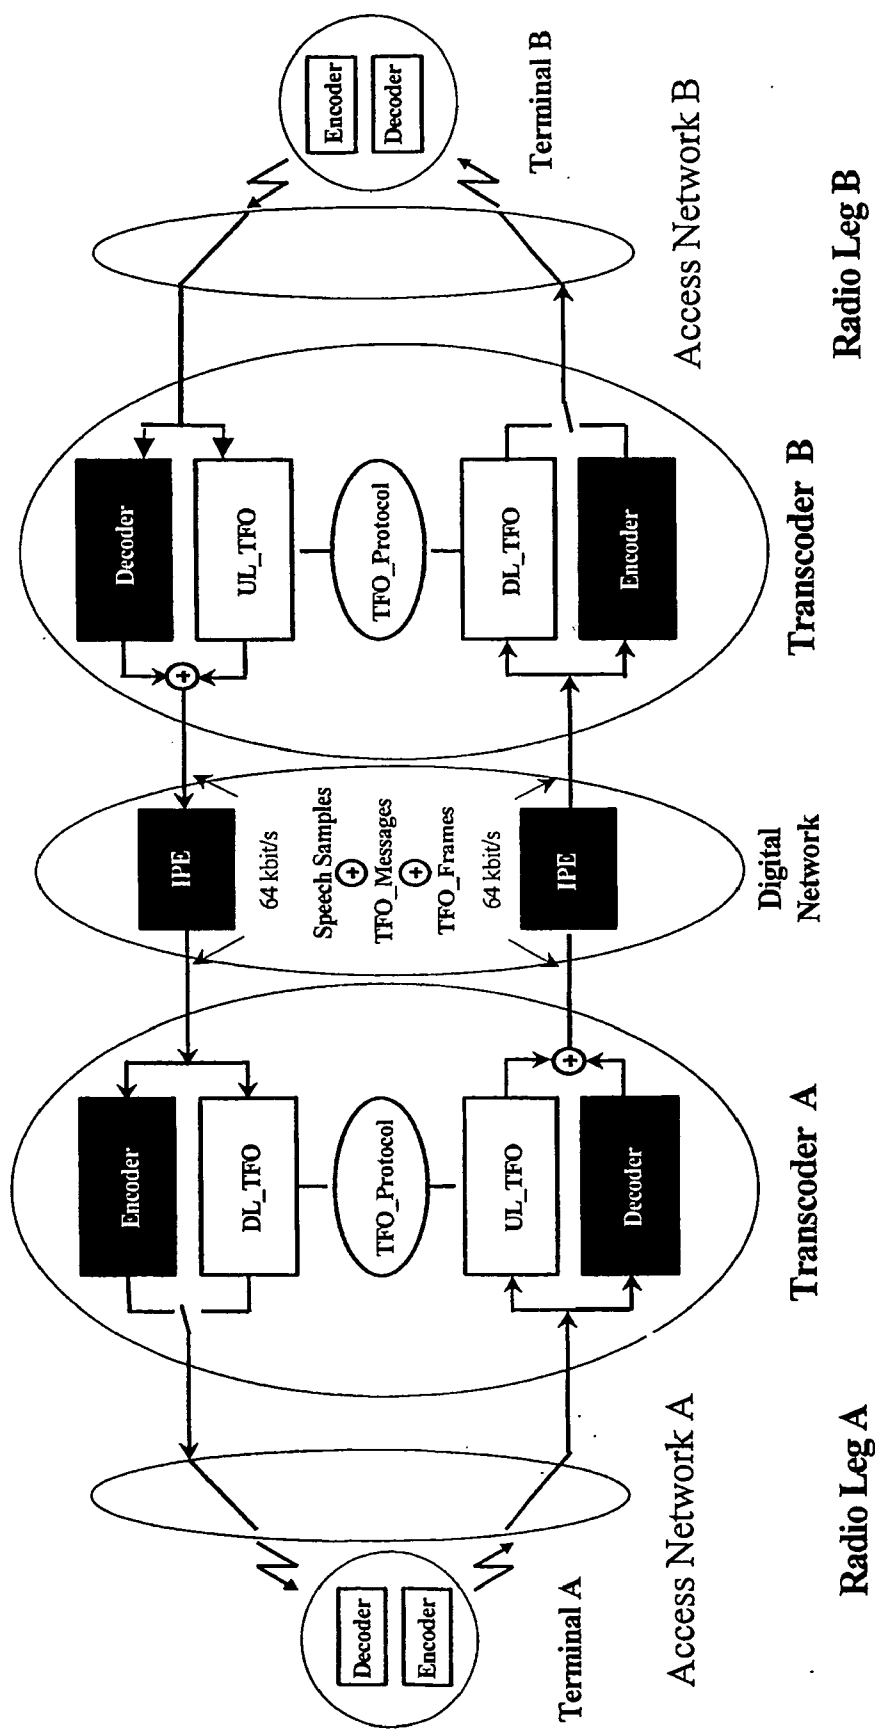 Decoder
Encoder
Terminal A
Access Network A
Radio Leg A
Encoder
DL_TFO
TFO_Protocol
UL_TFO
Decoder
Transcoder A
IPE
64 kbit/s
Speech Samples
+
TFO_Messages
+
TFO_Frames
64 kbit/s
IPE
Digital
Network
+
Decoder
UL_TFO
TFO_Protocol
DL_TFO
Encoder
+
Transcoder B
Encoder
Decoder
Terminal B
Access Network B
Radio Leg B